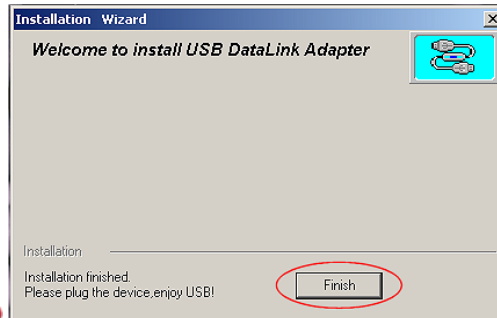 Installation Wizard
Welcome to install USB DataLink Adapter
Installation
Installation finished.
Please plug the device,enjoy USB!
Finish